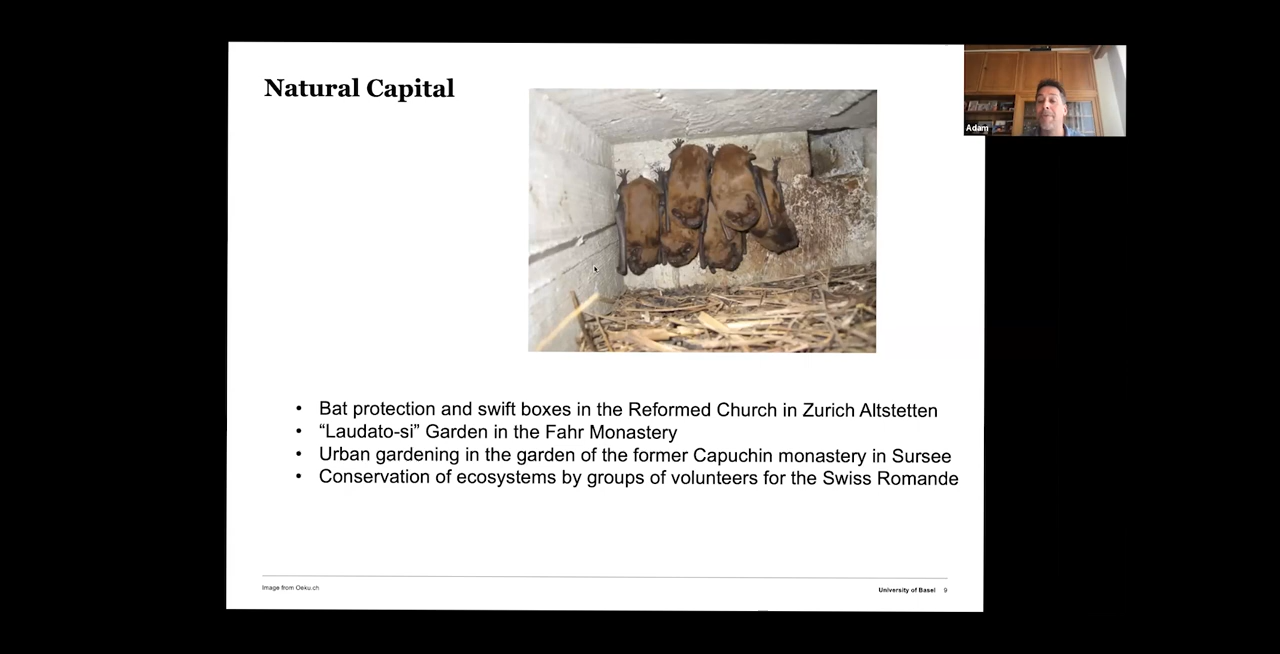 Natural Capital
Adam
• Bat protection and swift boxes in the Reformed Church in Zurich Altstetten
• “Laudato-si” Garden in the Fahr Monastery
• Urban gardening in the garden of the former Capuchin monastery in Sursee
• Conservation of ecosystems by groups of volunteers for the Swiss Romande
Image from Oeku.ch
University of Basel 9